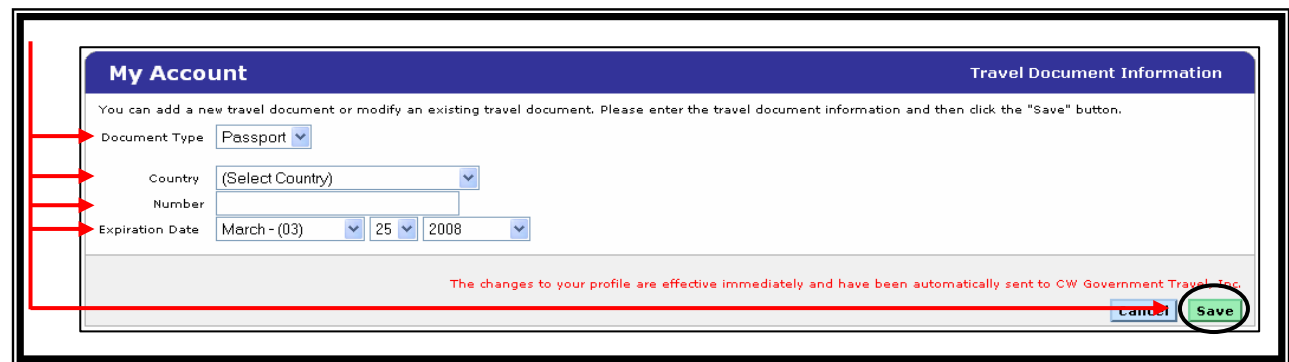 My Account Travel Document Information
You can add a new travel document or modify an existing travel document. Please enter the travel document information and then click the "Save" button.
Document Type Passport
Country (Select Country)
Number
Expiration Date March - (03) 25 2008
The changes to your profile are effective immediately and have been automatically sent to CW Government Travel, Inc.
Cancel Save